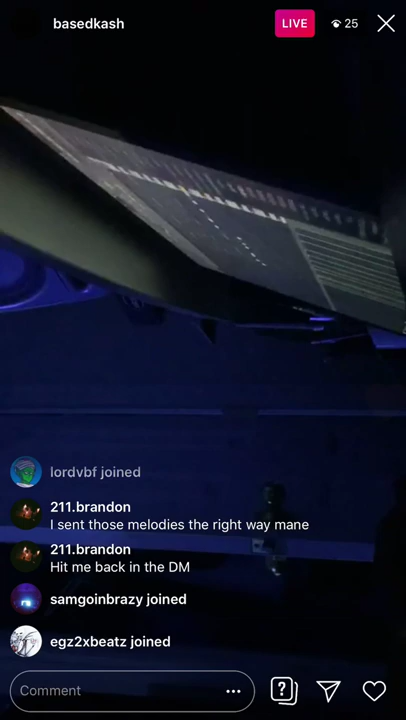 basedkash
LIVE
25
lordvbf joined
211.brandon
I sent those melodies the right way mane
211.brandon
Hit me back in the DM
samgoinbrazy joined
egz2xbeatz joined
Comment